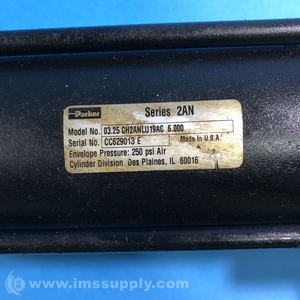 Parker
Series 2AN
Model No. 03.25 CH2ANLU19AC 6.000
Serial No. CC629013 E
Made In U.S.A.
Envelope Pressure: 250 psi Air
Cylinder Division Des Plaines, IL 60016
© www.imssupply.com